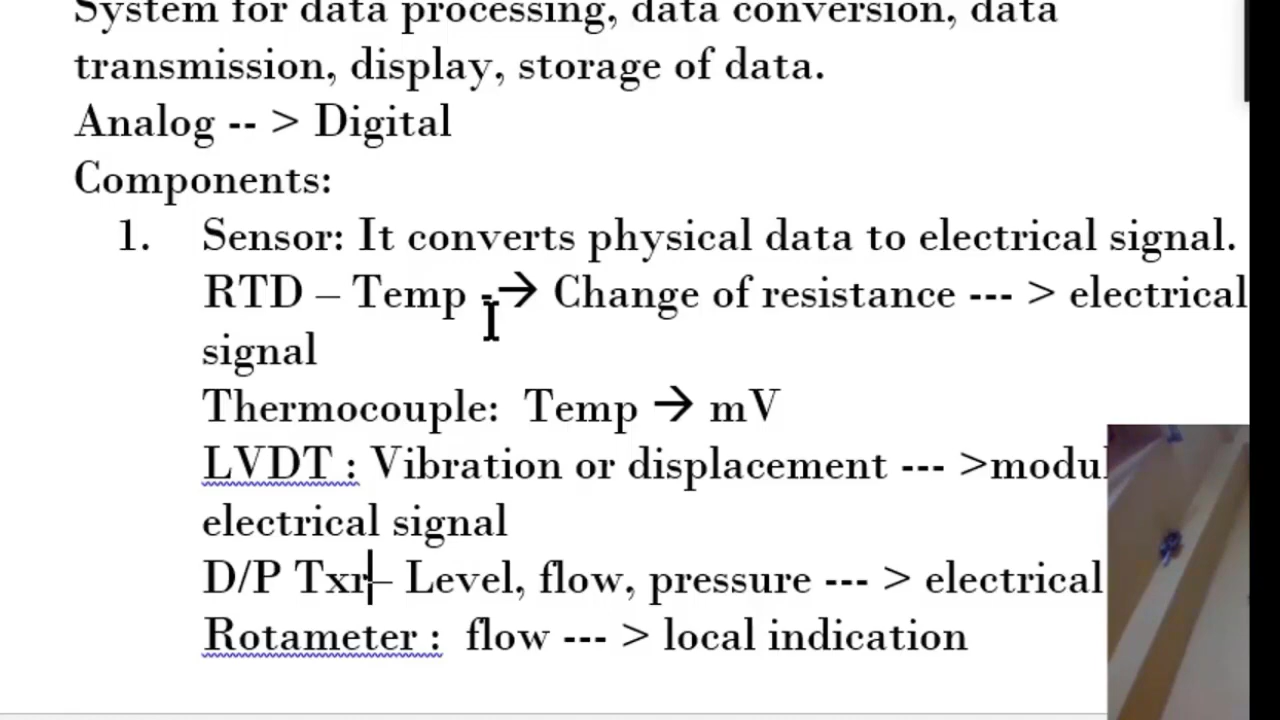 System for data processing, data conversion, data
transmission, display, storage of data.
Analog -- > Digital
Components:
1. Sensor: It converts physical data to electrical signal.
RTD – Temp -→ Change of resistance --- > electrical
signal
Thermocouple: Temp → mV
LVDT : Vibration or displacement --- >modul
electrical signal
D/P Txr– Level, flow, pressure --- > electrical
Rotameter : flow --- > local indication